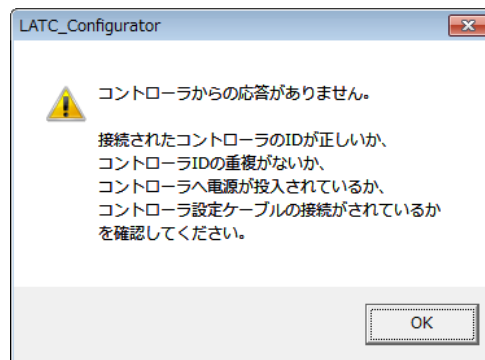 LATC_Configurator
コントローラからの応答がありません。
接続されたコントローラのIDが正しいか、
コントローラIDの重複がないか、
コントローラへ電源が投入されているか、
コントローラ設定ケーブルの接続がされているか
を確認してください。
OK